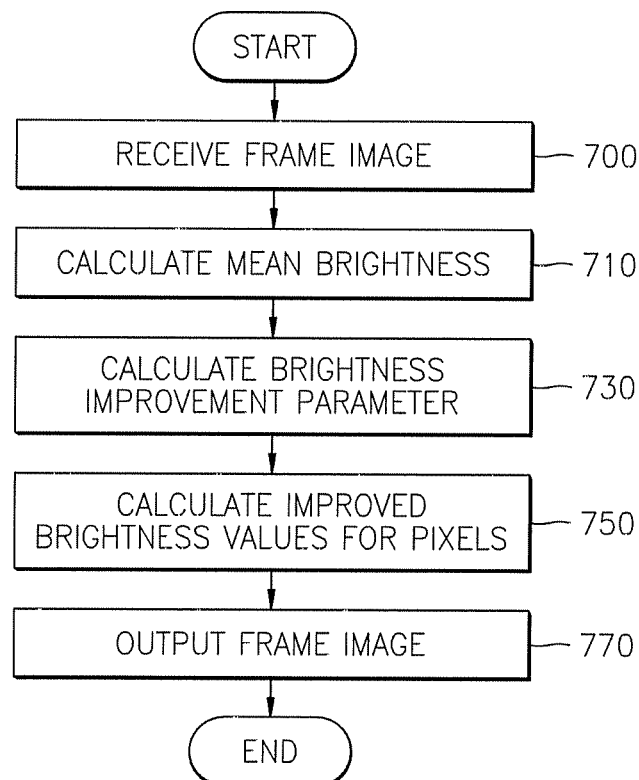 START
RECEIVE FRAME IMAGE
700
CALCULATE MEAN BRIGHTNESS
710
CALCULATE BRIGHTNESS
IMPROVEMENT PARAMETER
730
CALCULATE IMPROVED
BRIGHTNESS VALUES FOR PIXELS
750
OUTPUT FRAME IMAGE
770
END